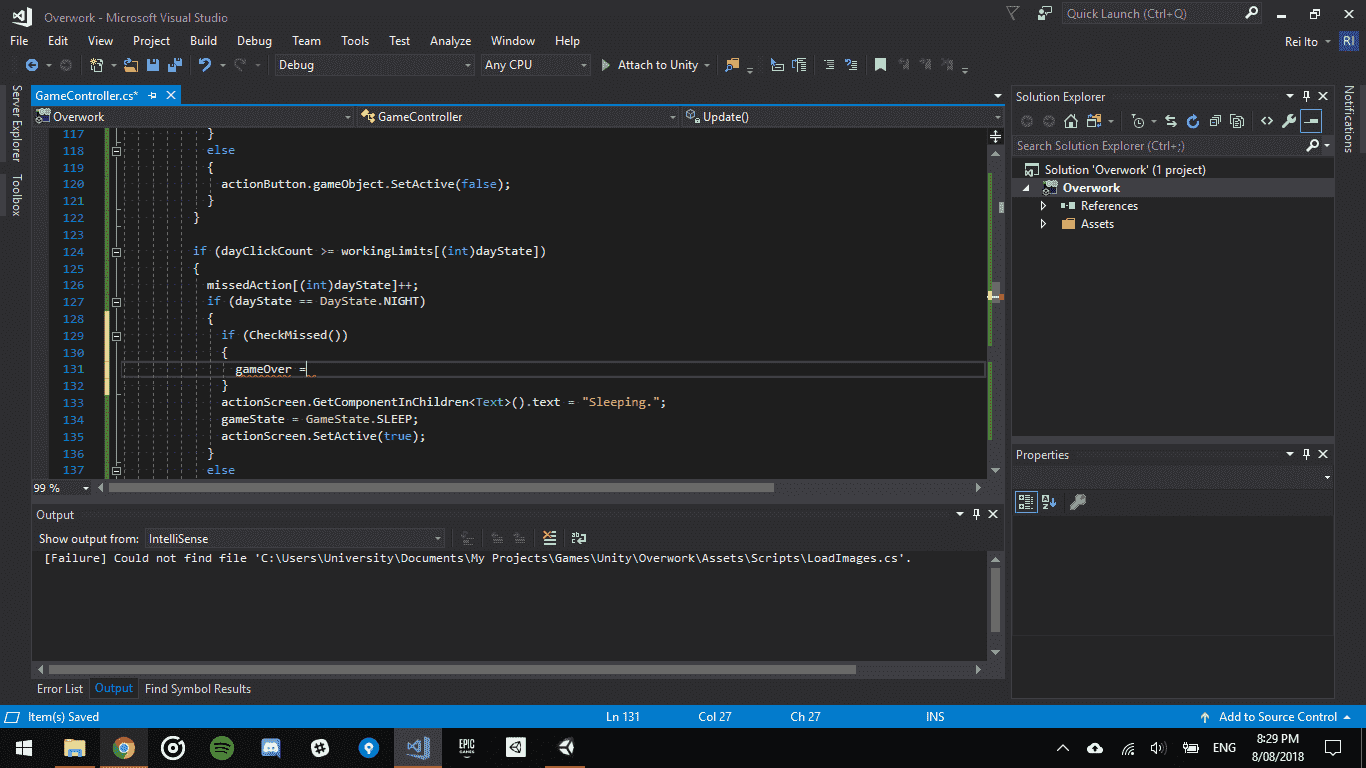 Overwork - Microsoft Visual Studio
Quick Launch (Ctrl+Q)
File Edit View Project Build Debug Team Tools Test Analyze Window Help
Rei Ito RI
Debug Any CPU Attach to Unity
Server Explorer
Toolbox
GameController.cs*
Overwork GameController Update()
117 }
118 else
119 {
120 actionButton.gameObject.SetActive(false);
121 }
122 }
123
124 if (dayClickCount >= workingLimits[(int)dayState])
125 {
126 missedAction[(int)dayState]++;
127 if (dayState == DayState.NIGHT)
128 {
129 if (CheckMissed())
130 {
131 gameOver =
132 }
133 actionScreen.GetComponentInChildren<Text>().text = "Sleeping.";
134 gameState = GameState.SLEEP;
135 actionScreen.SetActive(true);
136 }
137 else
99 %
Output
Show output from: IntelliSense
[Failure] Could not find file 'C:\Users\University\Documents\My Projects\Games\Unity\Overwork\Assets\Scripts\LoadImages.cs'.
Error List Output Find Symbol Results
Solution Explorer
Search Solution Explorer (Ctrl+;)
Solution 'Overwork' (1 project)
Overwork
References
Assets
Properties
Notifications
Item(s) Saved Ln 131 Col 27 Ch 27 INS Add to Source Control
EPIC
GAMES
ENG
8:29 PM
8/08/2018